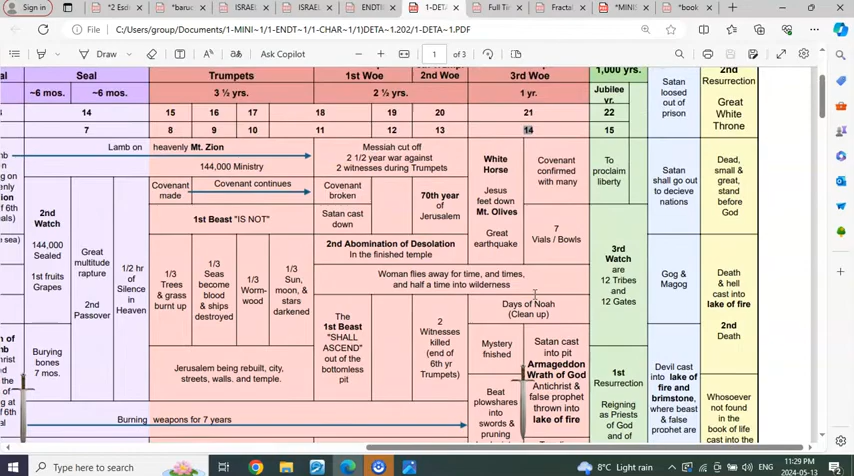 Sign in
*2 Esdi
*baruc
ISRAEL
ISRAEL
ENDTI
1-DETA
Full Tim
Fractal
*MINIS
*book
File
C:/Users/group/Documents/1-MINI~1/1-ENDT~1/1-CHAR~1/1)DETA~1.202/1-DETA~1.PDF
Draw
Ask Copilot
1 of 3
al
Seal
Trumpets
1st Woe
2nd Woe
3rd Woe
1,000 yrs.
~6 mos.
~6 mos.
3 ½ yrs.
2 ½ yrs.
1 yr.
Jubilee
yr.
14
15
16
17
18
19
20
21
22
7
8
9
10
11
12
13
14
15
Satan
loosed
out of
prison
2nd
Resurrection
Great
White
Throne
Lamb on heavenly Mt. Zion
144,000 Ministry
Messiah cut off
2 1/2 year war against
2 witnesses during Trumpets
White
Horse
Jesus
feet down
Mt. Olives
Great
earthquake
Covenant
confirmed
with many
To
proclaim
liberty
Satan
shall go out
to decieve
nations
Dead,
small &
great,
stand
before
God
Covenant
made
Covenant continues
Covenant
broken
Satan cast
down
70th year
of
Jerusalem
7
Vials / Bowls
1st Beast "IS NOT"
2nd
Watch
144,000
Sealed
1st fruits
Grapes
Great
multitude
rapture
2nd
Passover
1/2 hr
of
Silence
in
Heaven
1/3
Trees
& grass
burnt up
1/3
Seas
become
blood
& ships
destroyed
1/3
Worm-
wood
1/3
Sun,
moon, &
stars
darkened
2nd Abomination of Desolation
In the finished temple
Woman flies away for time, and times,
and half a time into wilderness
3rd
Watch
are
12 Tribes
and
12 Gates
Gog &
Magog
Death
& hell
cast into
lake of
fire
2nd
Death
Days of Noah
(Clean up)
The
1st Beast
"SHALL
ASCEND"
out of the
bottomless
pit
2
Witnesses
killed
(end of
6th yr
Trumpets)
Mystery
fnished
Satan cast
into pit
Armageddon
Wrath of God
Antichrist &
false prophet
thrown into
lake of fire
Burying
bones
7 mos.
Jerusalem being rebuilt, city,
streets, walls, and temple.
1st
Resurrection
Reigning
as Priests
of God
and of
Devil cast
into lake of
fire and
brimstone,
where beast &
false prophet
are
Whosoever
not found
in the
book of life
cast into the
Beat
plowshares
into
swords &
pruning
Burning weapons for 7 years
Type here to search
8°C Light rain
11:29 PM
2024-05-13